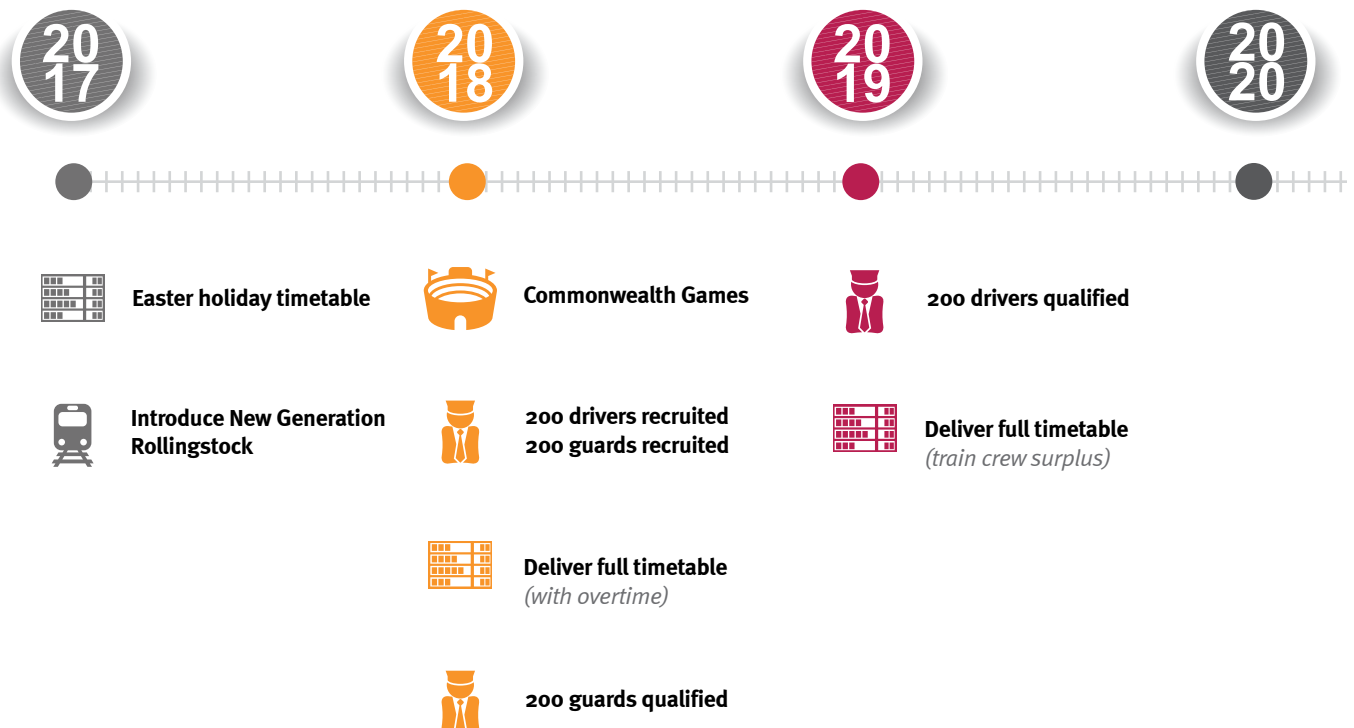 20
17
20
18
20
19
20
20
Easter holiday timetable
Introduce New Generation
Rollingstock
Commonwealth Games
200 drivers recruited
200 guards recruited
Deliver full timetable
(with overtime)
200 guards qualified
200 drivers qualified
Deliver full timetable
(train crew surplus)